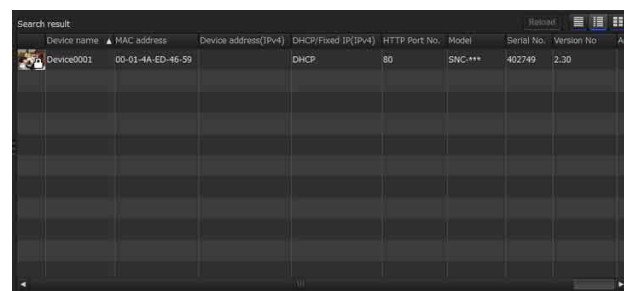 Search result
Reload
Device name ▲ MAC address Device address(IPv4) DHCP/Fixed IP(IPv4) HTTP Port No. Model Serial No. Version No A
Device0001 00-01-4A-ED-46-59 DHCP 80 SNC-*** 402749 2.30